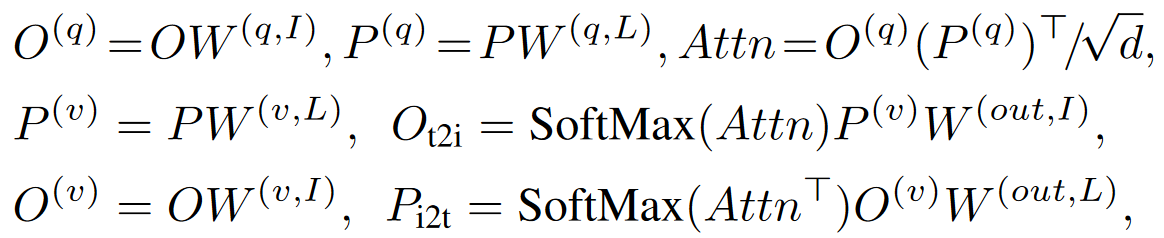 O^{(q)}=OW^{(q,I)}, P^{(q)}=PW^{(q,L)}, Attn=O^{(q)}(P^{(q)})^⊤/√d,
P^{(v)} = PW^{(v,L)}, O_{t2i} = SoftMax(Attn)P^{(v)}W^{(out,I)},
O^{(v)} = OW^{(v,I)}, P_{i2t} = SoftMax(Attn^⊤)O^{(v)}W^{(out,L)},